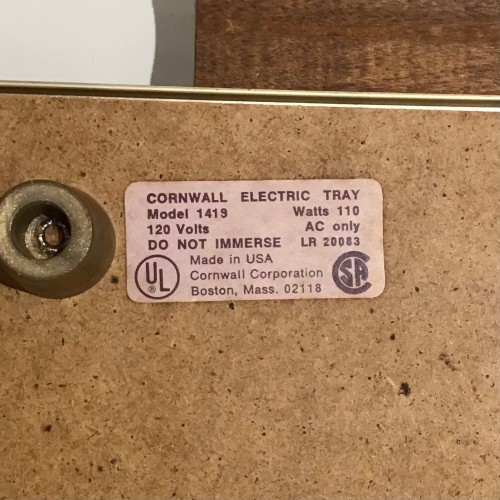 CORNWALL ELECTRIC TRAY
Model 1419 Watts 110
120 Volts AC only
DO NOT IMMERSE LR 20083
Made in USA
Cornwall Corporation
Boston, Mass. 02118
UL
®
SA